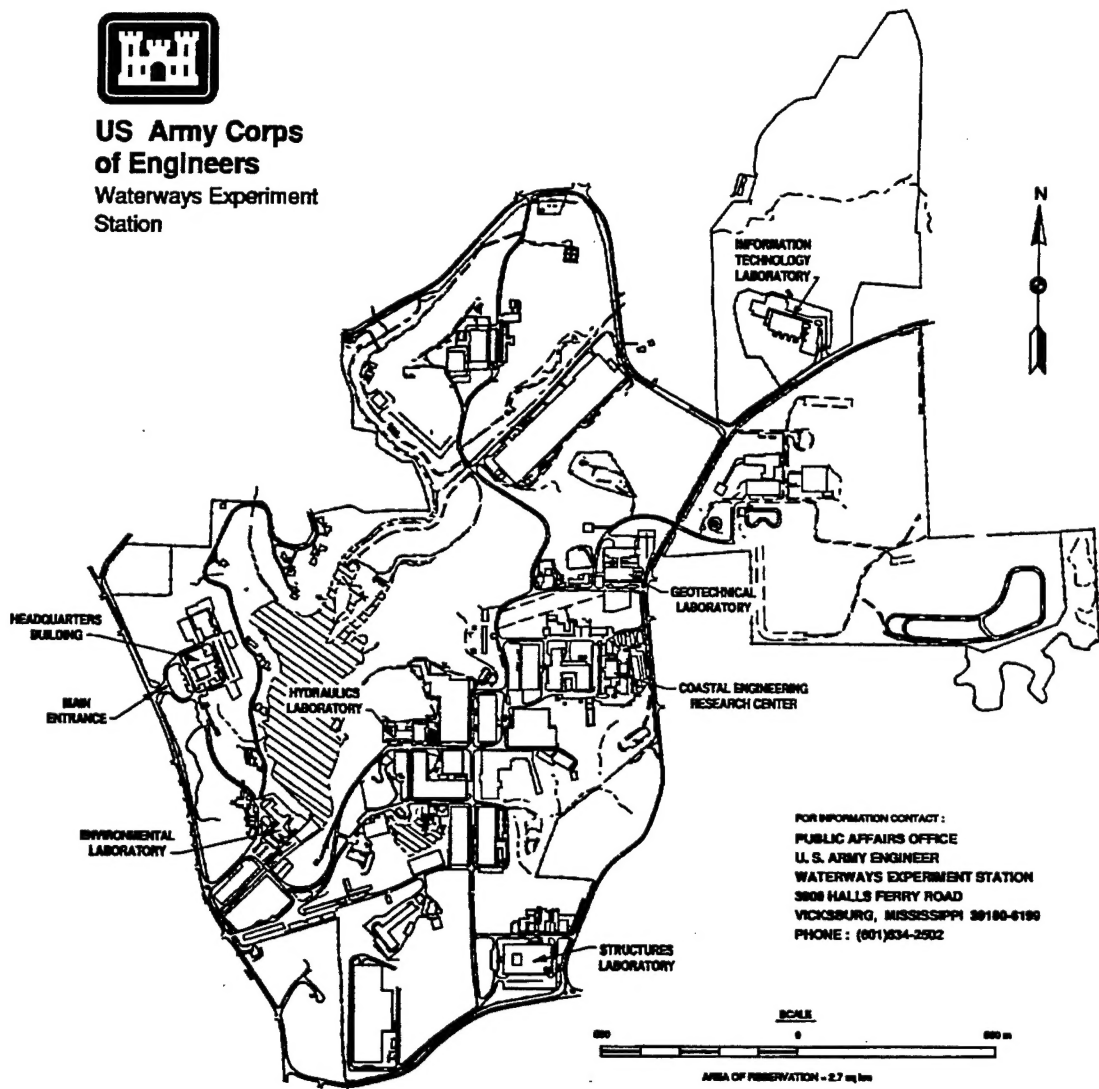 US Army Corps
of Engineers
Waterways Experiment
Station
N
INFORMATION
TECHNOLOGY
LABORATORY
GEOTECHNICAL
LABORATORY
HEADQUARTERS
BUILDING
MAIN
ENTRANCE
HYDRAULICS
LABORATORY
COASTAL ENGINEERING
RESEARCH CENTER
ENVIRONMENTAL
LABORATORY
STRUCTURES
LABORATORY
FOR INFORMATION CONTACT :
PUBLIC AFFAIRS OFFICE
U. S. ARMY ENGINEER
WATERWAYS EXPERIMENT STATION
3909 HALLS FERRY ROAD
VICKSBURG, MISSISSIPPI 39180-6199
PHONE : (601)634-2502
SCALE
500 0 500 m
AREA OF RESERVATION = 2.7 sq km